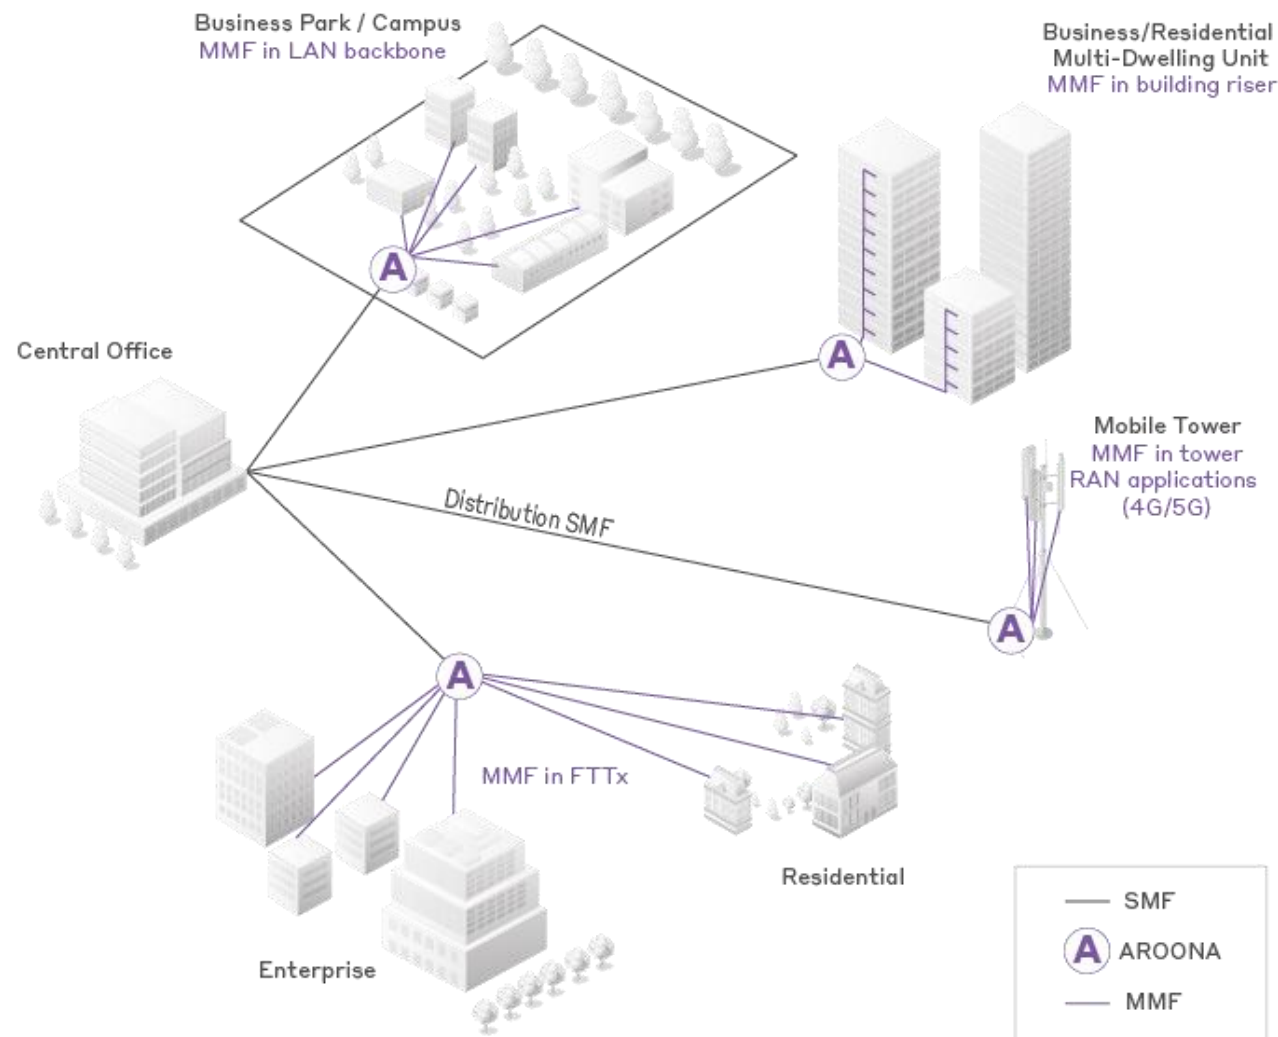 Business Park / Campus
MMF in LAN backbone
A
Business/Residential
Multi-Dwelling Unit
MMF in building riser
A
Central Office
Mobile Tower
MMF in tower
RAN applications
(4G/5G)
A
Distribution SMF
A
MMF in FTTx
Residential
Enterprise
SMF
A AROONA
MMF